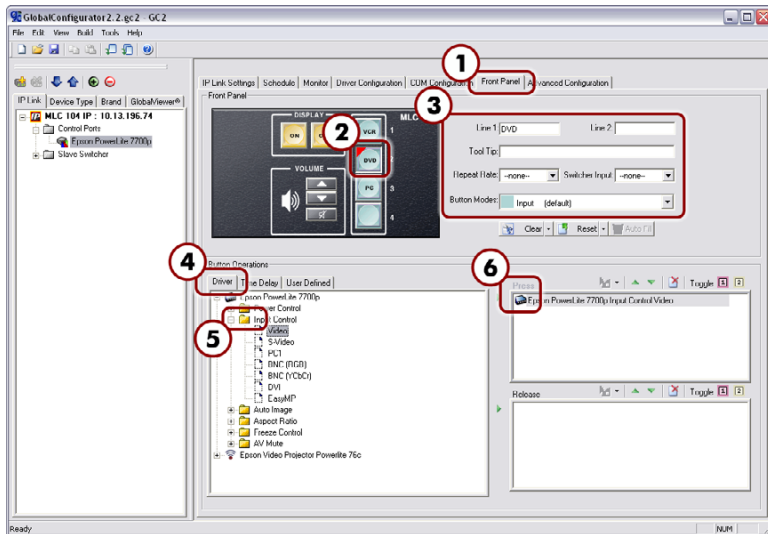 GlobalConfigurator2.2.gc2 - GC2
File Edit View Build Tools Help
IP Link Device Type Brand GlobalViewer®
MLC 104 IP : 10.13.196.74
Control Ports
Epson PowerLite 7700p
Slave Switcher
1
IP Link Settings Schedule Monitor Driver Configuration COM Configuration Front Panel Advanced Configuration
Front Panel
DISPLAY
ON
MLC
2
VCR 1
DVD 2
PC 3
4
VOLUME
3
Line 1 DVD Line 2
Tool Tip:
Repeat Rate: --none-- Switcher Input: --none--
Button Modes: Input (default)
Clear Reset Auto Fill
Button Operations
4
Driver Time Delay User Defined
Epson PowerLite 7700p
Power Control
5
Input Control
Video
S-Video
PC1
BNC (RGB)
BNC (YCbCr)
DVI
EasyMP
Auto Image
Aspect Ratio
Freeze Control
AV Mute
Epson Video Projector Powerlite 76c
6
Press Toggle 1 2
Epson PowerLite 7700p Input Control Video
Release Toggle 1 2
Ready NUM